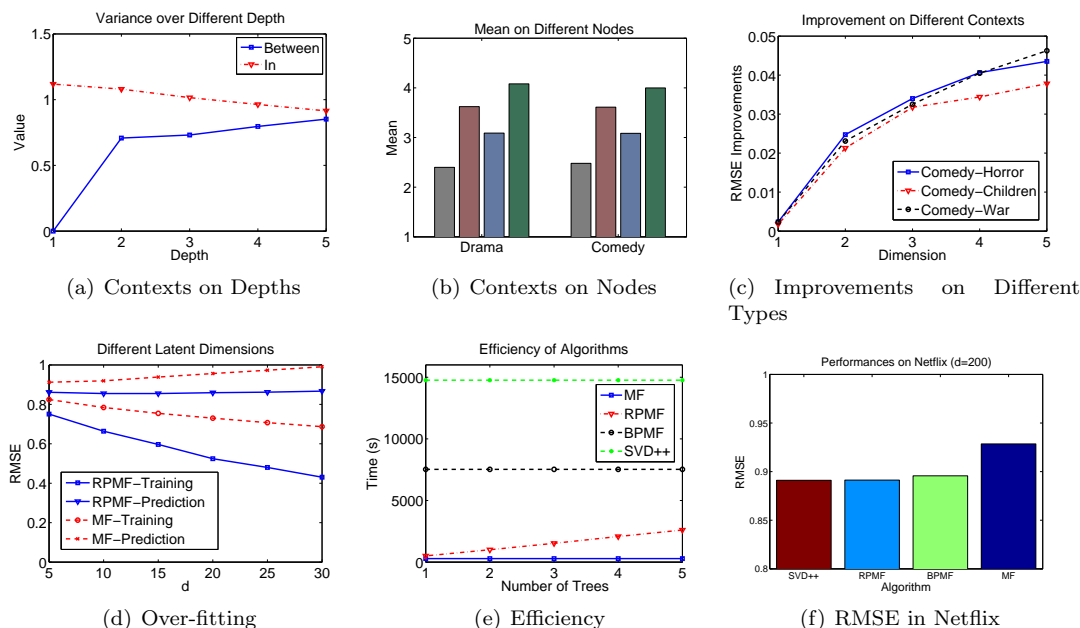 Variance over Different Depth
1.5
1
0.5
0
Value
Between
In
1 2 3 4 5
Depth
(a) Contexts on Depths
Mean on Different Nodes
5
4
3
2
1
Mean
Drama Comedy
(b) Contexts on Nodes
Improvement on Different Contexts
0.05
0.04
0.03
0.02
0.01
0
RMSE Improvements
Comedy−Horror
Comedy−Children
Comedy−War
1 2 3 4 5
Dimension
(c) Improvements on Different
Types
Different Latent Dimensions
1
0.8
0.6
0.4
0.2
0
RMSE
RPMF−Training
RPMF−Prediction
MF−Training
MF−Prediction
5 10 15 20 25 30
d
(d) Over-fitting
Efficiency of Algorithms
15000
10000
5000
0
Time (s)
MF
RPMF
BPMF
SVD++
1 2 3 4 5
Number of Trees
(e) Efficiency
Performances on Netflix (d=200)
1
0.95
0.9
0.85
0.8
RMSE
SVD++ RPMF BPMF MF
Algorithm
(f) RMSE in Netflix